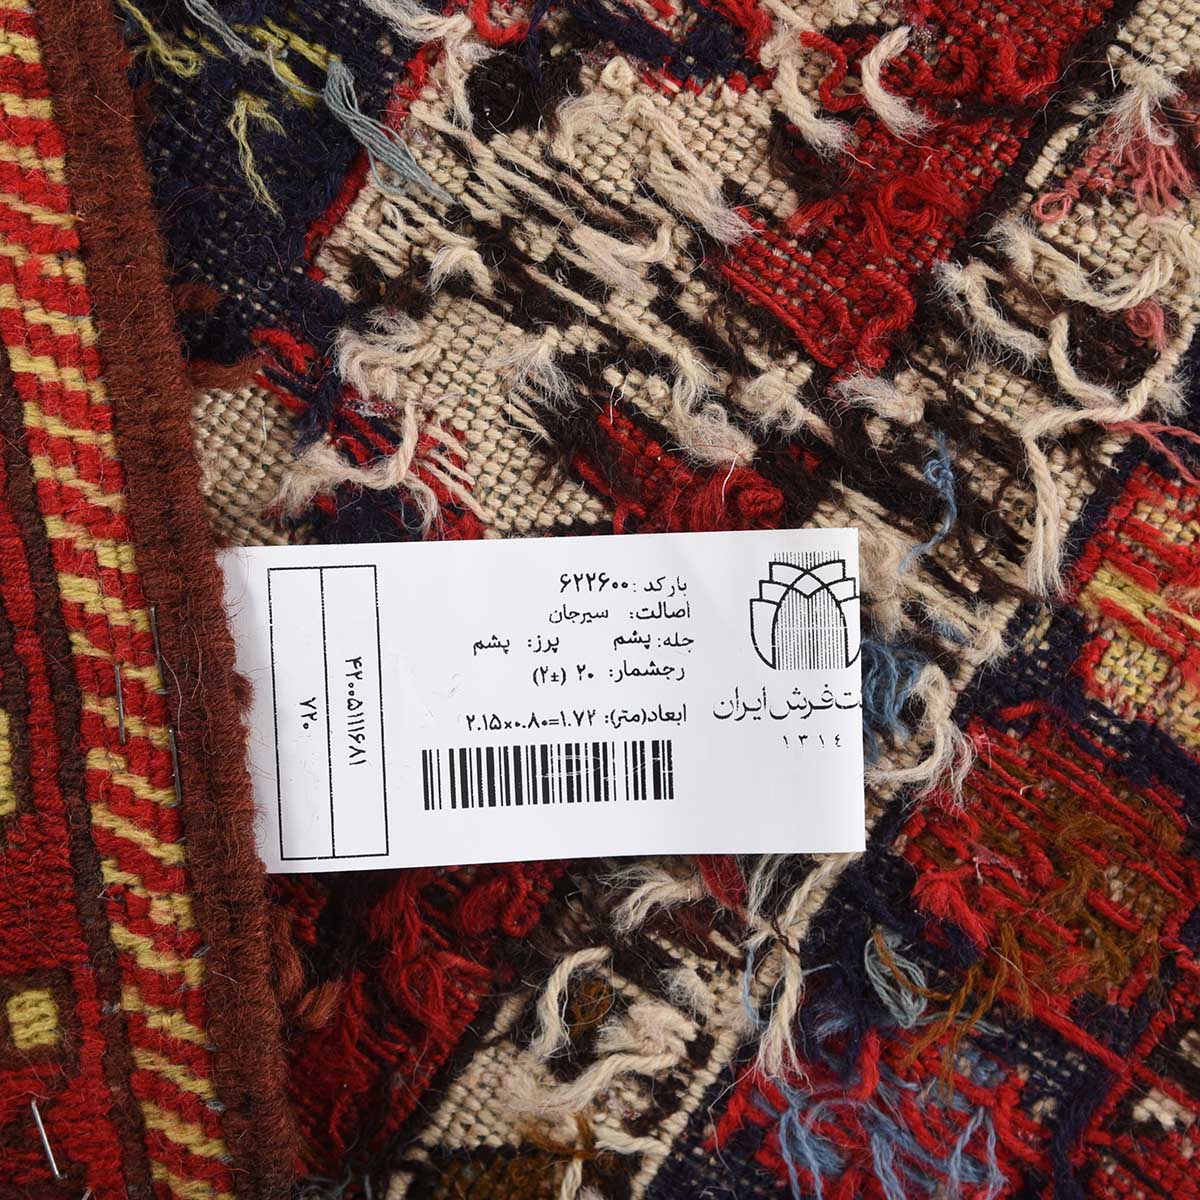 بارکد: ۶۲۲۶۰۰
اصالت: سیرجان
جله: پشم پرز: پشم
رجشمار: ۲۰ (±۲)
ابعاد(متر): ۲.۱۵×۰.۸۰=۱.۷۲
فرش ایران
۱۳۱٤
۴۲۰۰۵۱۱۱۶۸۱
۷۲۰